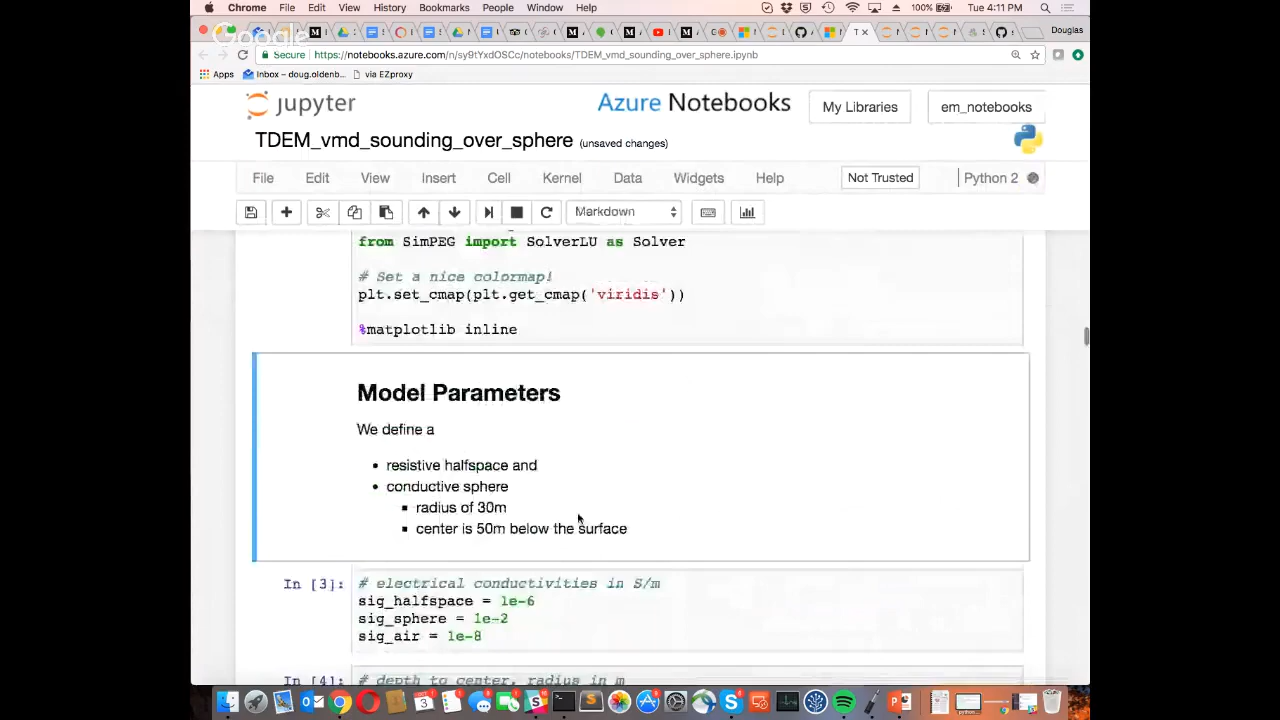 Chrome File Edit View History Bookmarks People Window Help 100% Tue 4:11 PM
Google
Douglas
Secure https://notebooks.azure.com/n/sy9tYxdOSCc/notebooks/TDEM_vmd_sounding_over_sphere.ipynb
Apps Inbox – doug.oldenb... via EZproxy
jupyter Azure Notebooks My Libraries em_notebooks
TDEM_vmd_sounding_over_sphere (unsaved changes)
File Edit View Insert Cell Kernel Data Widgets Help Not Trusted Python 2
Markdown
from SimPEG import SolverLU as Solver
# Set a nice colormap!
plt.set_cmap(plt.get_cmap('viridis'))
%matplotlib inline
Model Parameters
We define a
resistive halfspace and
conductive sphere
radius of 30m
center is 50m below the surface
In [3]: # electrical conductivities in S/m
sig_halfspace = 1e-6
sig_sphere = 1e-2
sig_air = 1e-8
In [4]: # depth to center, radius in m